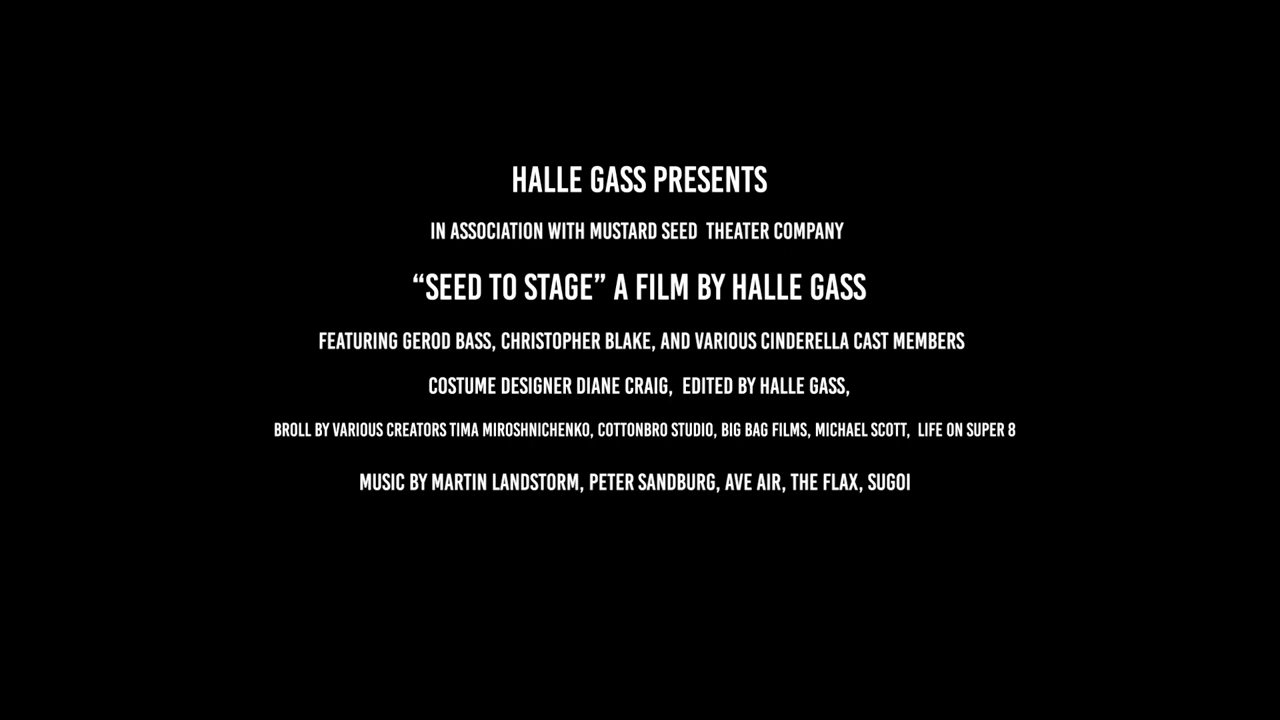 HALLE GASS PRESENTS
IN ASSOCIATION WITH MUSTARD SEED  THEATER COMPANY
“SEED TO STAGE” A FILM BY HALLE GASS
FEATURING GEROD BASS, CHRISTOPHER BLAKE, AND VARIOUS CINDERELLA CAST MEMBERS
COSTUME DESIGNER DIANE CRAIG,  EDITED BY HALLE GASS,
BROLL BY VARIOUS CREATORS TIMA MIROSHNICHENKO, COTTONBRO STUDIO, BIG BAG FILMS, MICHAEL SCOTT,  LIFE ON SUPER 8
MUSIC BY MARTIN LANDSTORM, PETER SANDBURG, AVE AIR, THE FLAX, SUGOI